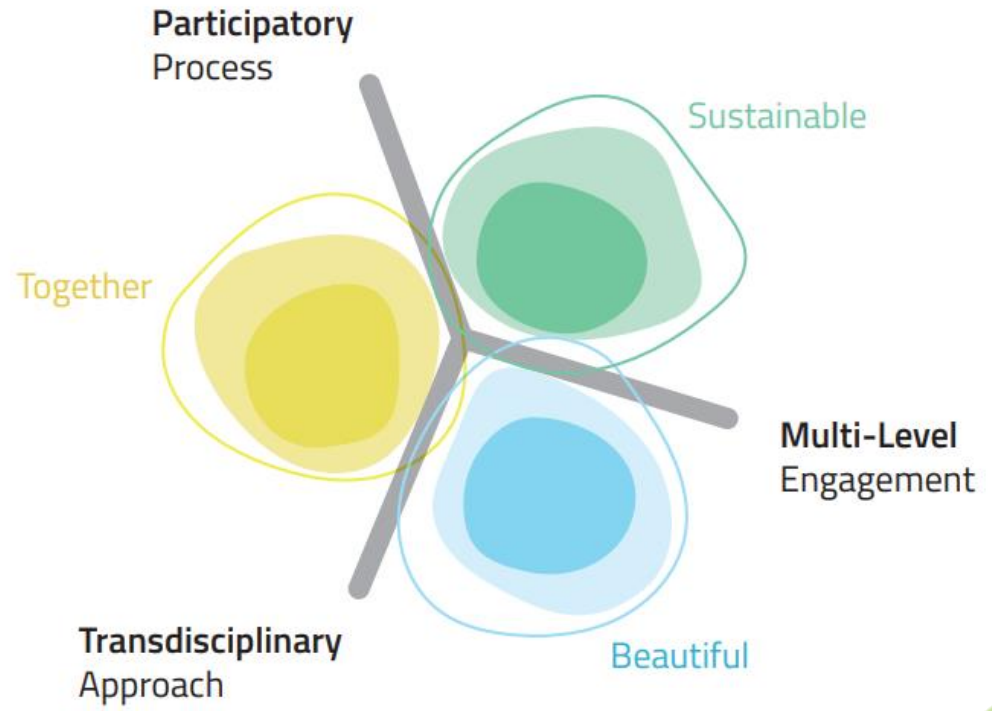 Participatory
Process
Sustainable
Together
Multi-Level
Engagement
Transdisciplinary
Approach
Beautiful